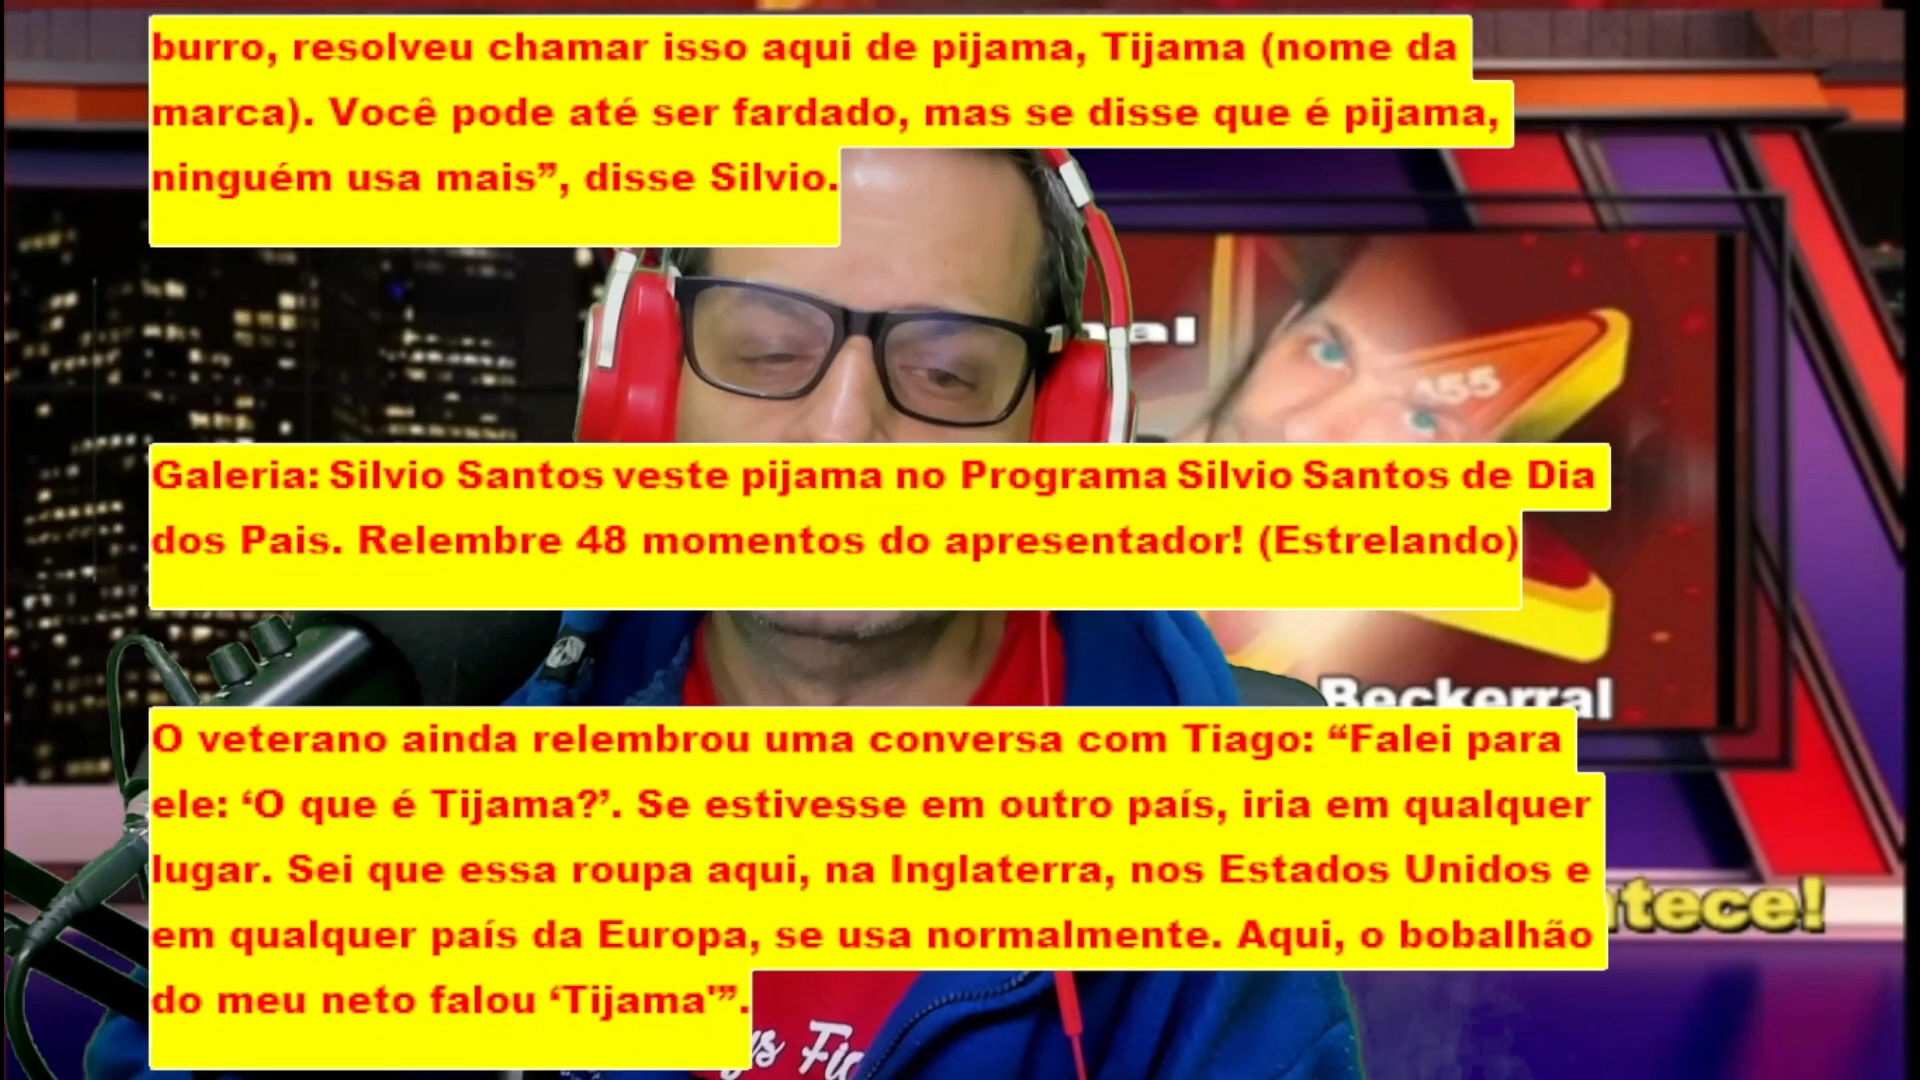 burro, resolveu chamar isso aqui de pijama, Tijama (nome da
marca). Você pode até ser fardado, mas se disse que é pijama,
ninguém usa mais”, disse Silvio.
155
Galeria: Silvio Santos veste pijama no Programa Silvio Santos de Dia
dos Pais. Relembre 48 momentos do apresentador! (Estrelando)
Beckerral
O veterano ainda relembrou uma conversa com Tiago: “Falei para
ele: ‘O que é Tijama?’. Se estivesse em outro país, iria em qualquer
lugar. Sei que essa roupa aqui, na Inglaterra, nos Estados Unidos e
em qualquer país da Europa, se usa normalmente. Aqui, o bobalhão
do meu neto falou ‘Tijama'”.